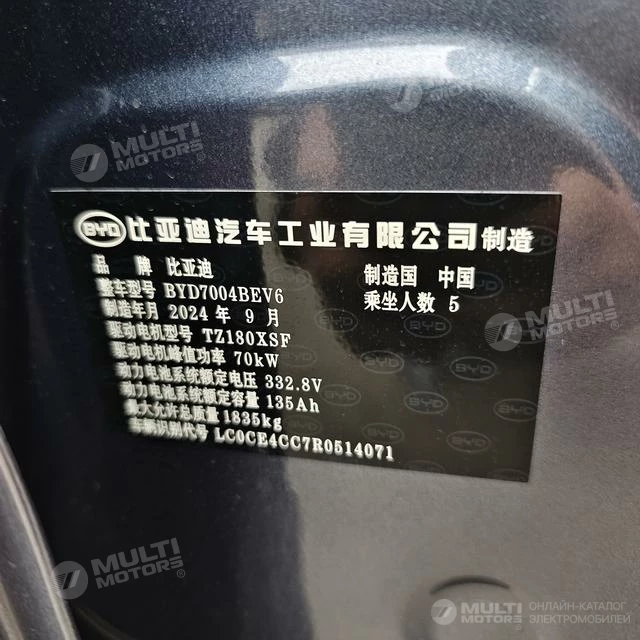 BYD 比亚迪汽车工业有限公司 制造
品 牌 比亚迪
制造国 中国
整车型号 BYD7004BEV6
乘坐人数 5
制造年月 2024 年 9 月
驱动电机型号 TZ180XSF
驱动电机峰值功率 70kW
动力电池系统额定电压 332.8V
动力电池系统额定容量 135Ah
最大允许总质量 1835kg
车辆识别代号 LC0CE4CC7R0514071
MULTI MOTORS
MULTI MOTORS
MULTI MOTORS
MULTI MOTORS
MULTI MOTORS
ОНЛАЙН-КАТАЛОГ
ЭЛЕКТРОМОБИЛЕЙ